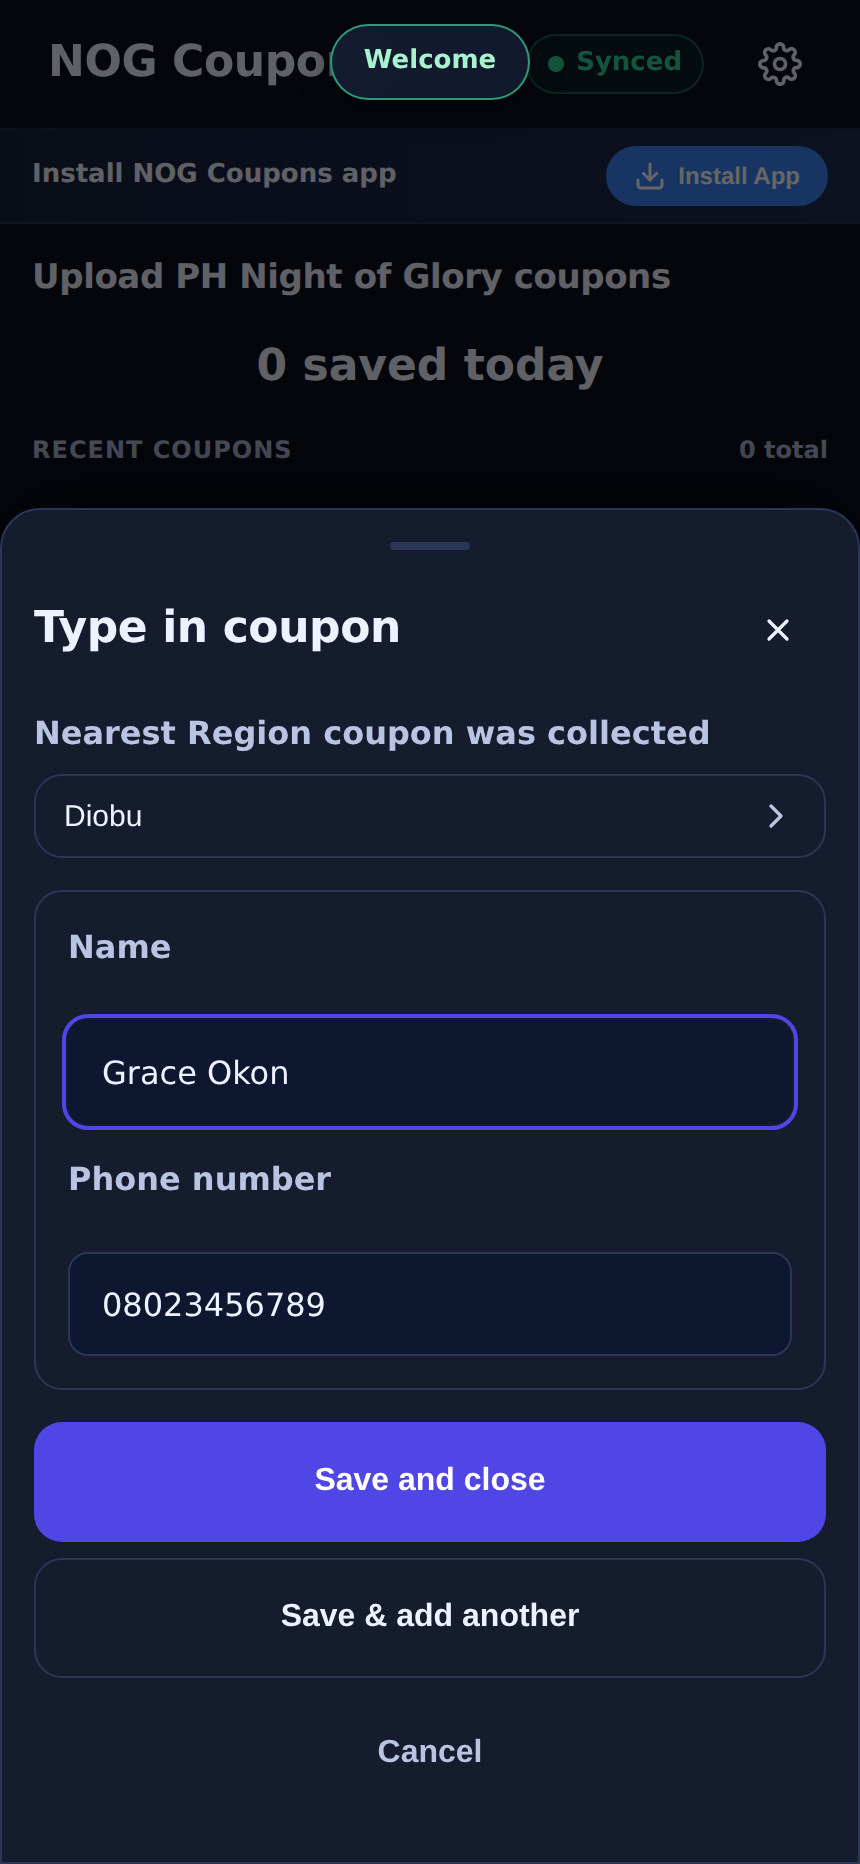 NOG Coupo
Welcome
Synced
Install NOG Coupons app
Install App
Upload PH Night of Glory coupons
0 saved today
RECENT COUPONS
0 total
Type in coupon
Nearest Region coupon was collected
Diobu
Name
Grace Okon
Phone number
08023456789
Save and close
Save & add another
Cancel